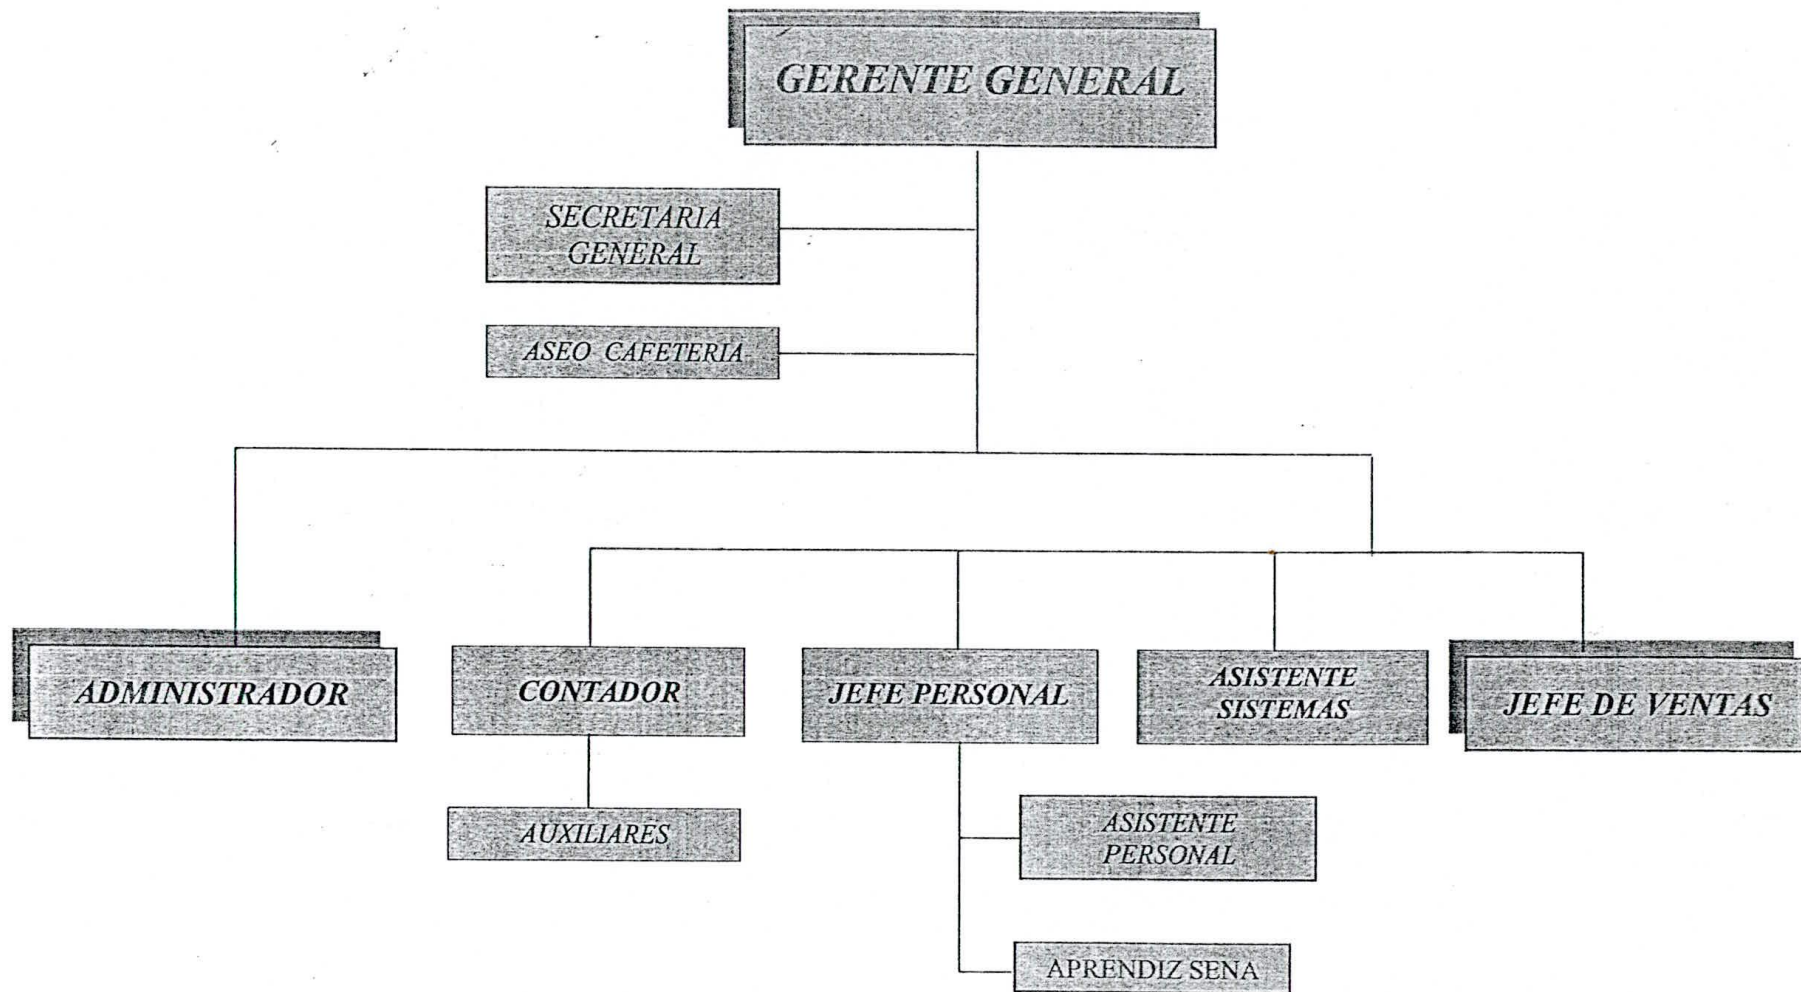 GERENTE GENERAL
SECRETARIA
GENERAL
ASEO CAFETERIA
ADMINISTRADOR
CONTADOR
JEFE PERSONAL
ASISTENTE
SISTEMAS
JEFE DE VENTAS
AUXILIARES
ASISTENTE
PERSONAL
APRENDIZ SENA